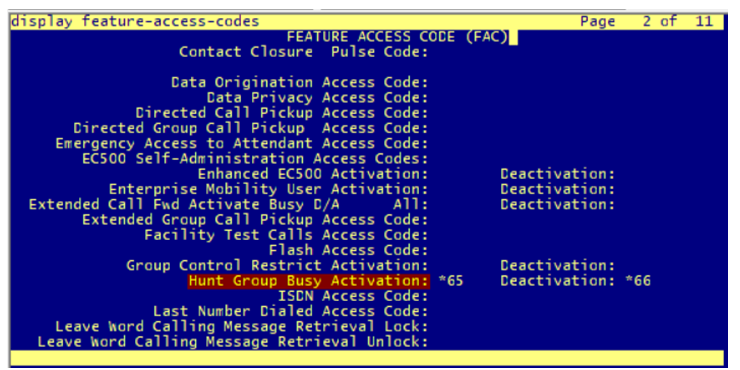 display feature-access-codes Page 2 of 11
FEATURE ACCESS CODE (FAC)
Contact Closure Pulse Code:
Data Origination Access Code:
Data Privacy Access Code:
Directed Call Pickup Access Code:
Directed Group Call Pickup Access Code:
Emergency Access to Attendant Access Code:
EC500 Self-Administration Access Codes:
Enhanced EC500 Activation: Deactivation:
Enterprise Mobility User Activation: Deactivation:
Extended Call Fwd Activate Busy D/A All: Deactivation:
Extended Group Call Pickup Access Code:
Facility Test Calls Access Code:
Flash Access Code:
Group Control Restrict Activation: Deactivation:
Hunt Group Busy Activation: *65 Deactivation: *66
ISDN Access Code:
Last Number Dialed Access Code:
Leave Word Calling Message Retrieval Lock:
Leave Word Calling Message Retrieval Unlock: